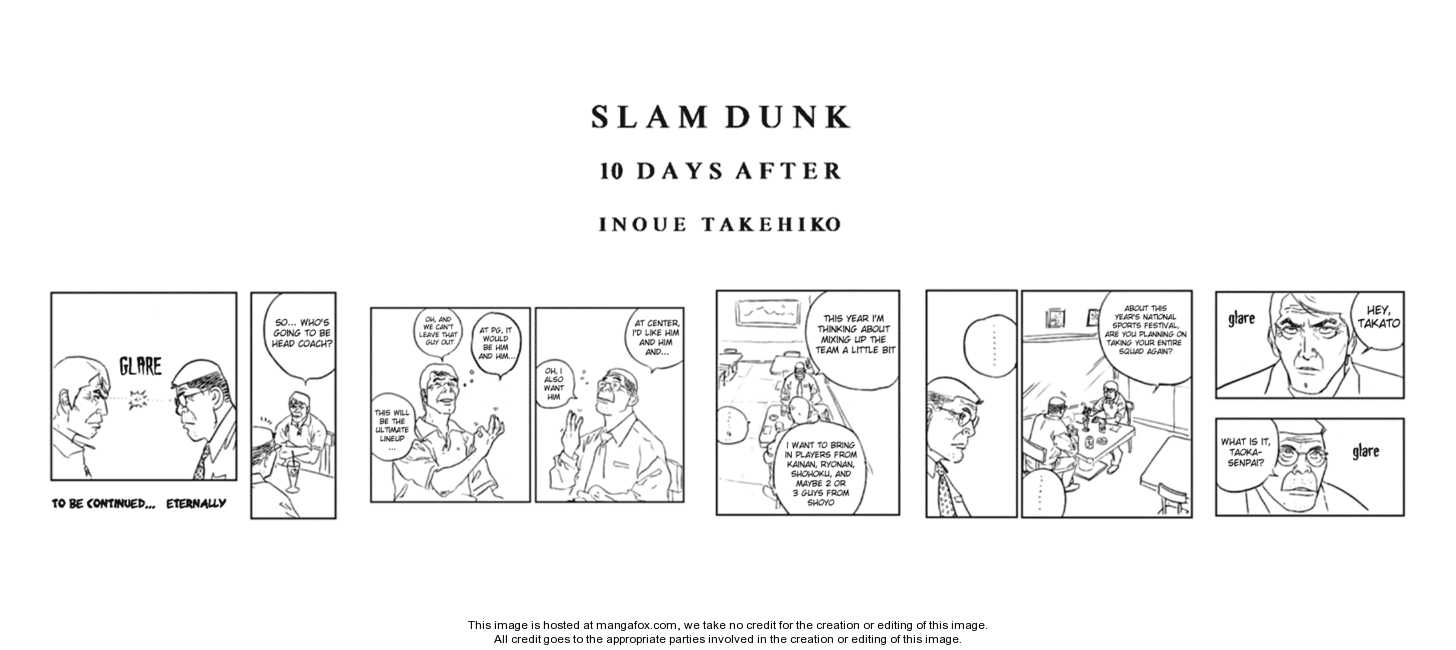 SLAM DUNK
10 DAYS AFTER
INOUE TAKEHIKO
HEY,
TAKATO
glare
WHAT IS IT,
TAOKA-
SENPAI?
glare
ABOUT THIS
YEAR'S NATIONAL
SPORTS FESTIVAL,
ARE YOU PLANNING ON
TAKING YOUR ENTIRE
SQUAD AGAIN?
THIS YEAR I'M
THINKING ABOUT
MIXING UP THE
TEAM A LITTLE BIT
I WANT TO BRING
IN PLAYERS FROM
KAINAN, RYONAN,
SHOHOKU, AND
MAYBE 2 OR
3 GUYS FROM
SHOYO
AT CENTER,
I'D LIKE HIM
AND HIM
AND...
OH, I
ALSO
WANT
HIM
AT PG, IT
WOULD
BE HIM
AND HIM...
OH, AND
WE CAN'T
LEAVE THAT
GUY OUT
THIS WILL
BE THE
ULTIMATE
LINEUP
...
SO... WHO'S
GOING TO BE
HEAD COACH?
GLARE
TO BE CONTINUED... ETERNALLY
This image is hosted at mangafox.com, we take no credit for the creation or editing of this image.
All credit goes to the appropriate parties involved in the creation or editing of this image.